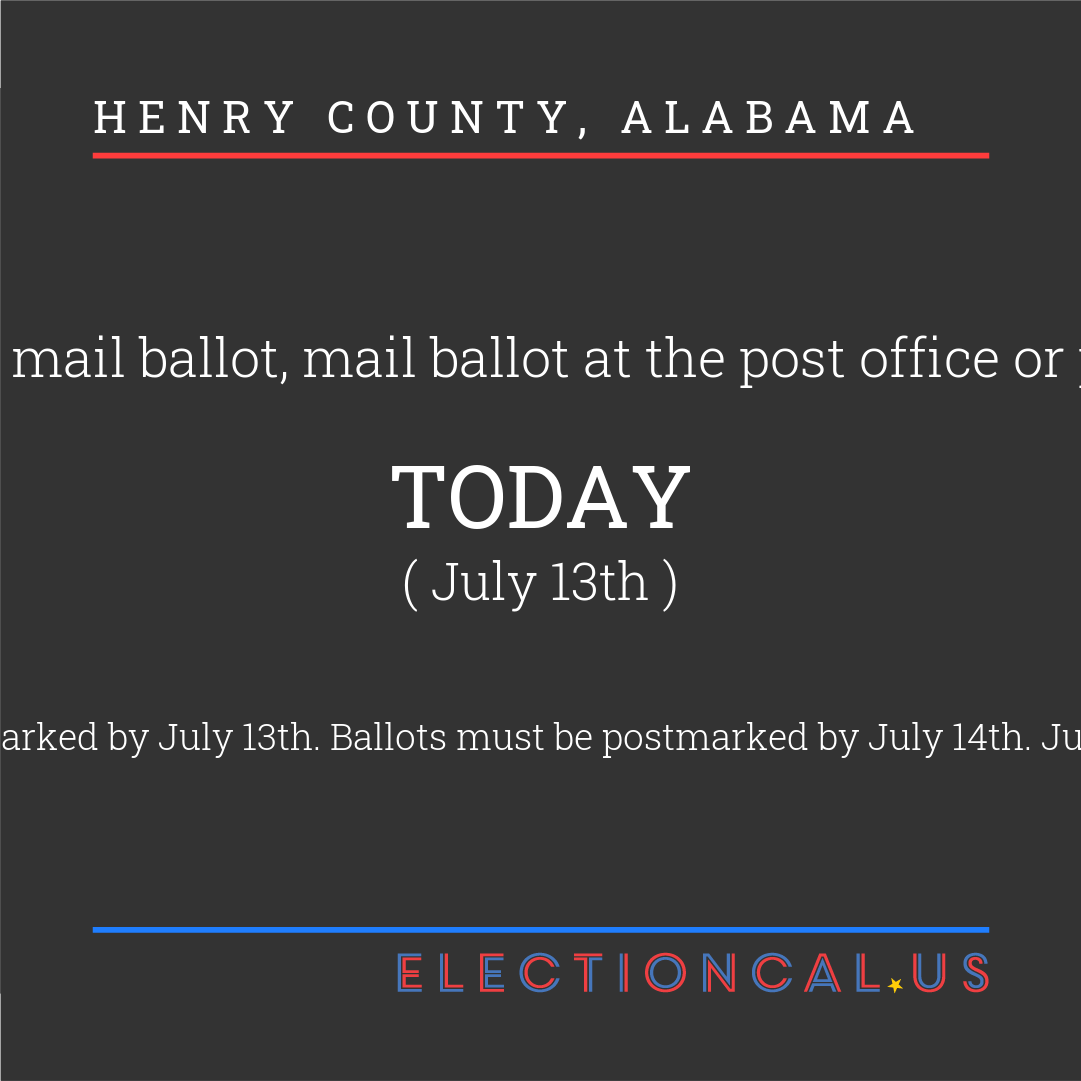 HENRY COUNTY, ALABAMA
mail ballot, mail ballot at the post office or
TODAY
( July 13th )
arked by July 13th. Ballots must be postmarked by July 14th. Ju
ELECTIONCAL.US